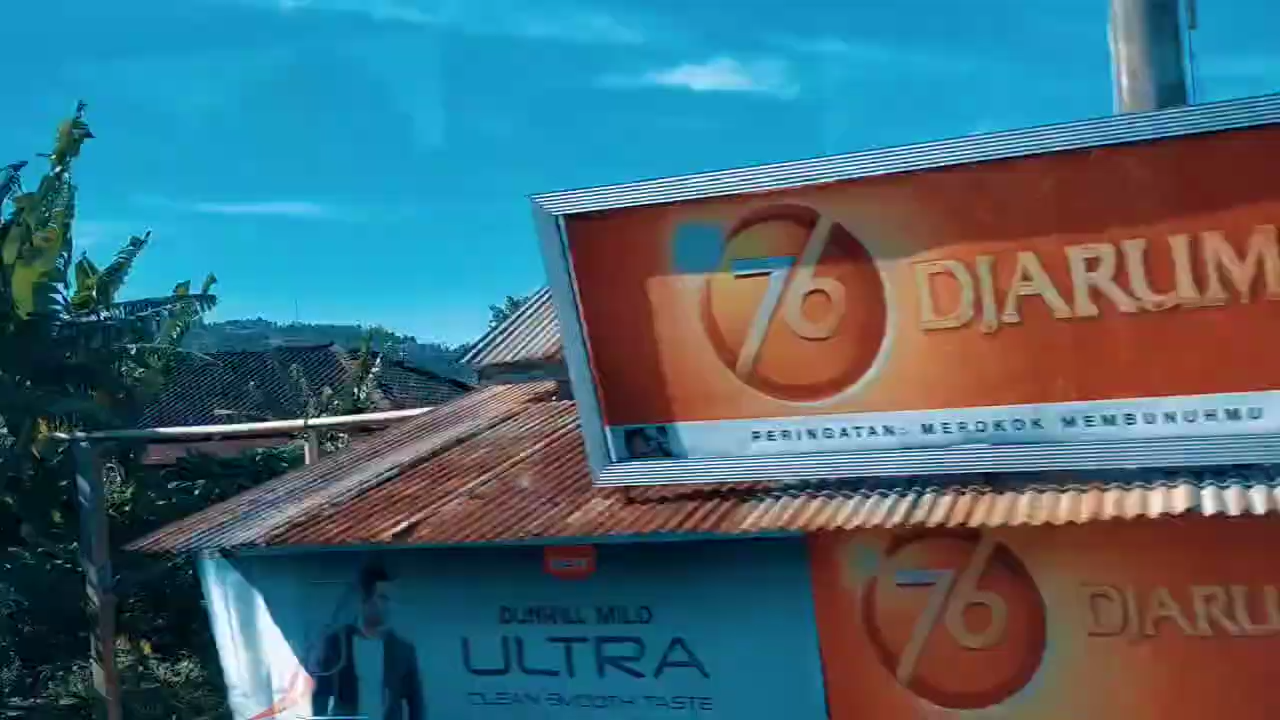 76 DJARUM
PERINGATAN: MEROKOK MEMBUNUHMU
DUNHILL MILD
ULTRA
CLEAN SMOOTH TASTE
76 DJARU